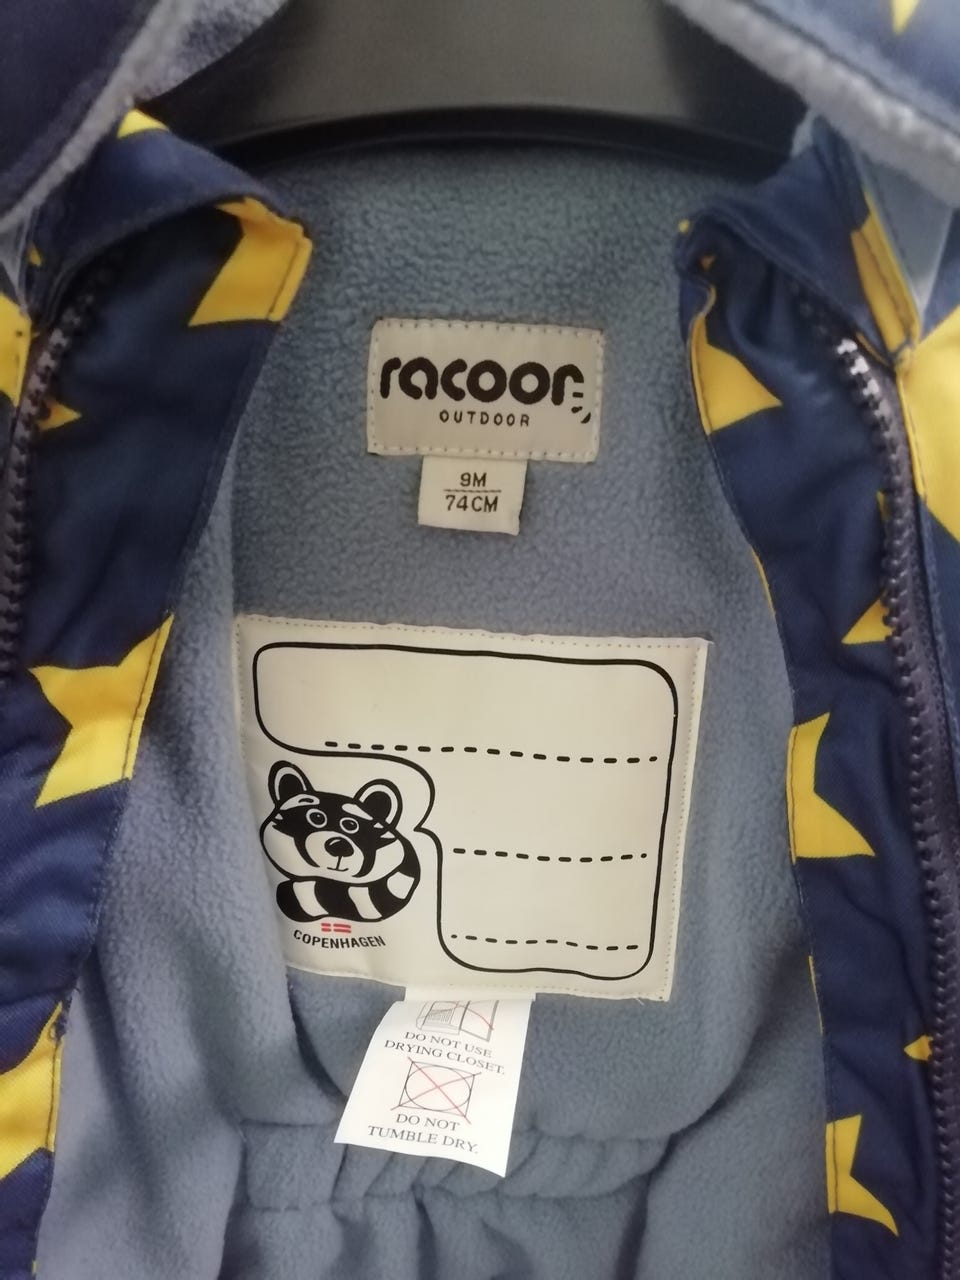 racoon
OUTDOOR
9M
74CM
COPENHAGEN
DO NOT USE
DRYING CLOSET.
DO NOT
TUMBLE DRY.